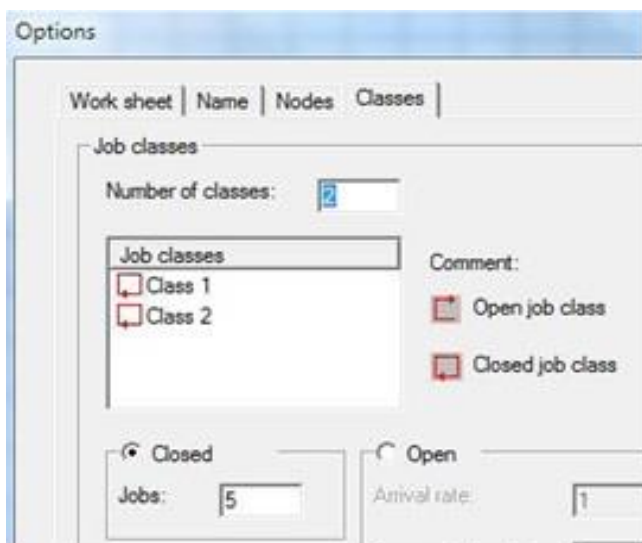 Options
Work sheet | Name | Nodes Classes
Job classes
Number of classes: 2
Job classes
Class 1
Class 2
Comment:
Open job class
Closed job class
Closed
Jobs: 5
Open
Arrival rate: 1